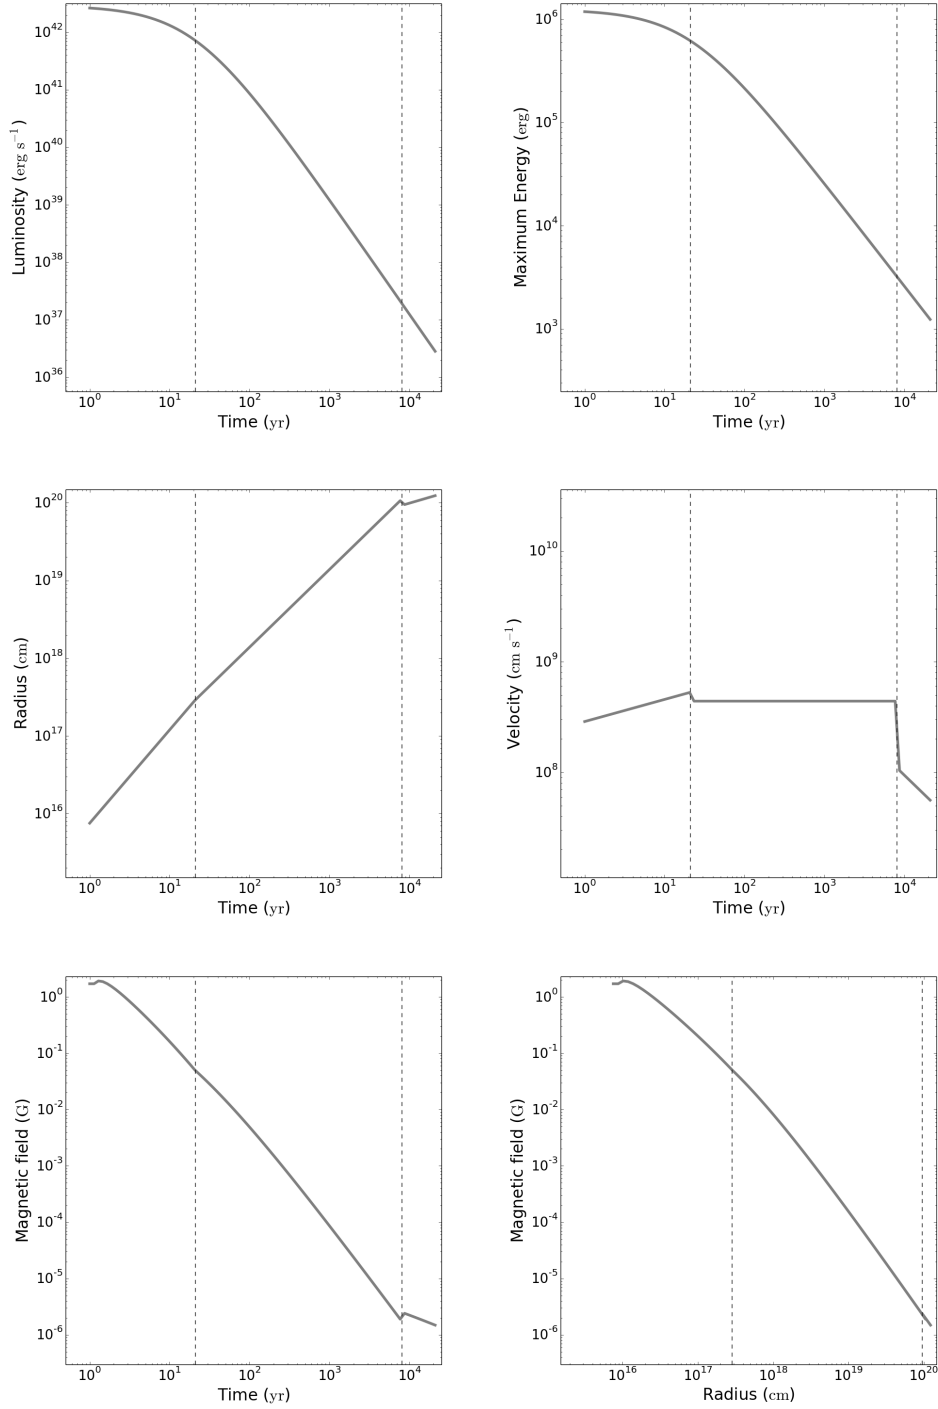 10^42
10^41
10^40
10^39
10^38
10^37
10^36
Luminosity (erg s^−1)
10^0 10^1 10^2 10^3 10^4
Time (yr)
10^6
10^5
10^4
10^3
Maximum Energy (erg)
10^0 10^1 10^2 10^3 10^4
Time (yr)
10^20
10^19
10^18
10^17
10^16
Radius (cm)
10^0 10^1 10^2 10^3 10^4
Time (yr)
10^10
10^9
10^8
Velocity (cm s^−1)
10^0 10^1 10^2 10^3 10^4
Time (yr)
10^0
10^-1
10^-2
10^-3
10^-4
10^-5
10^-6
Magnetic field (G)
10^0 10^1 10^2 10^3 10^4
Time (yr)
10^0
10^-1
10^-2
10^-3
10^-4
10^-5
10^-6
Magnetic field (G)
10^16 10^17 10^18 10^19 10^20
Radius (cm)